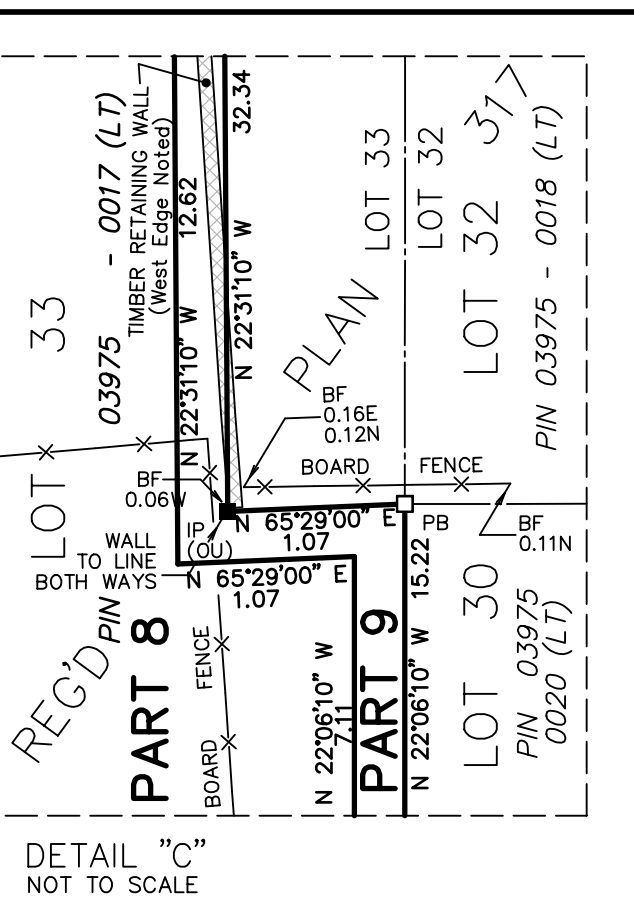 TIMBER RETAINING WALL
(West Edge Noted)
03975 - 0017 (LT)
12.62
N 22°31'10" W
32.34
N 22°31'10" W
LOT 33
LOT 32
LOT 32
31
PIN 03975 - 0018 (LT)
33
LOT
PLAN
BF
0.16E
0.12N
BOARD FENCE
BF
0.06W
IP
(OU)
N 65°29'00" E
1.07
PB
BF
0.11N
WALL
TO LINE
BOTH WAYS
N 65°29'00" E
1.07
15.22
N 22°06'10" W
N 22°06'10" W
7.11
PIN
REG'D
PART 8
BOARD FENCE
PART 9
LOT 30
PIN 03975
0020 (LT)
DETAIL "C"
NOT TO SCALE